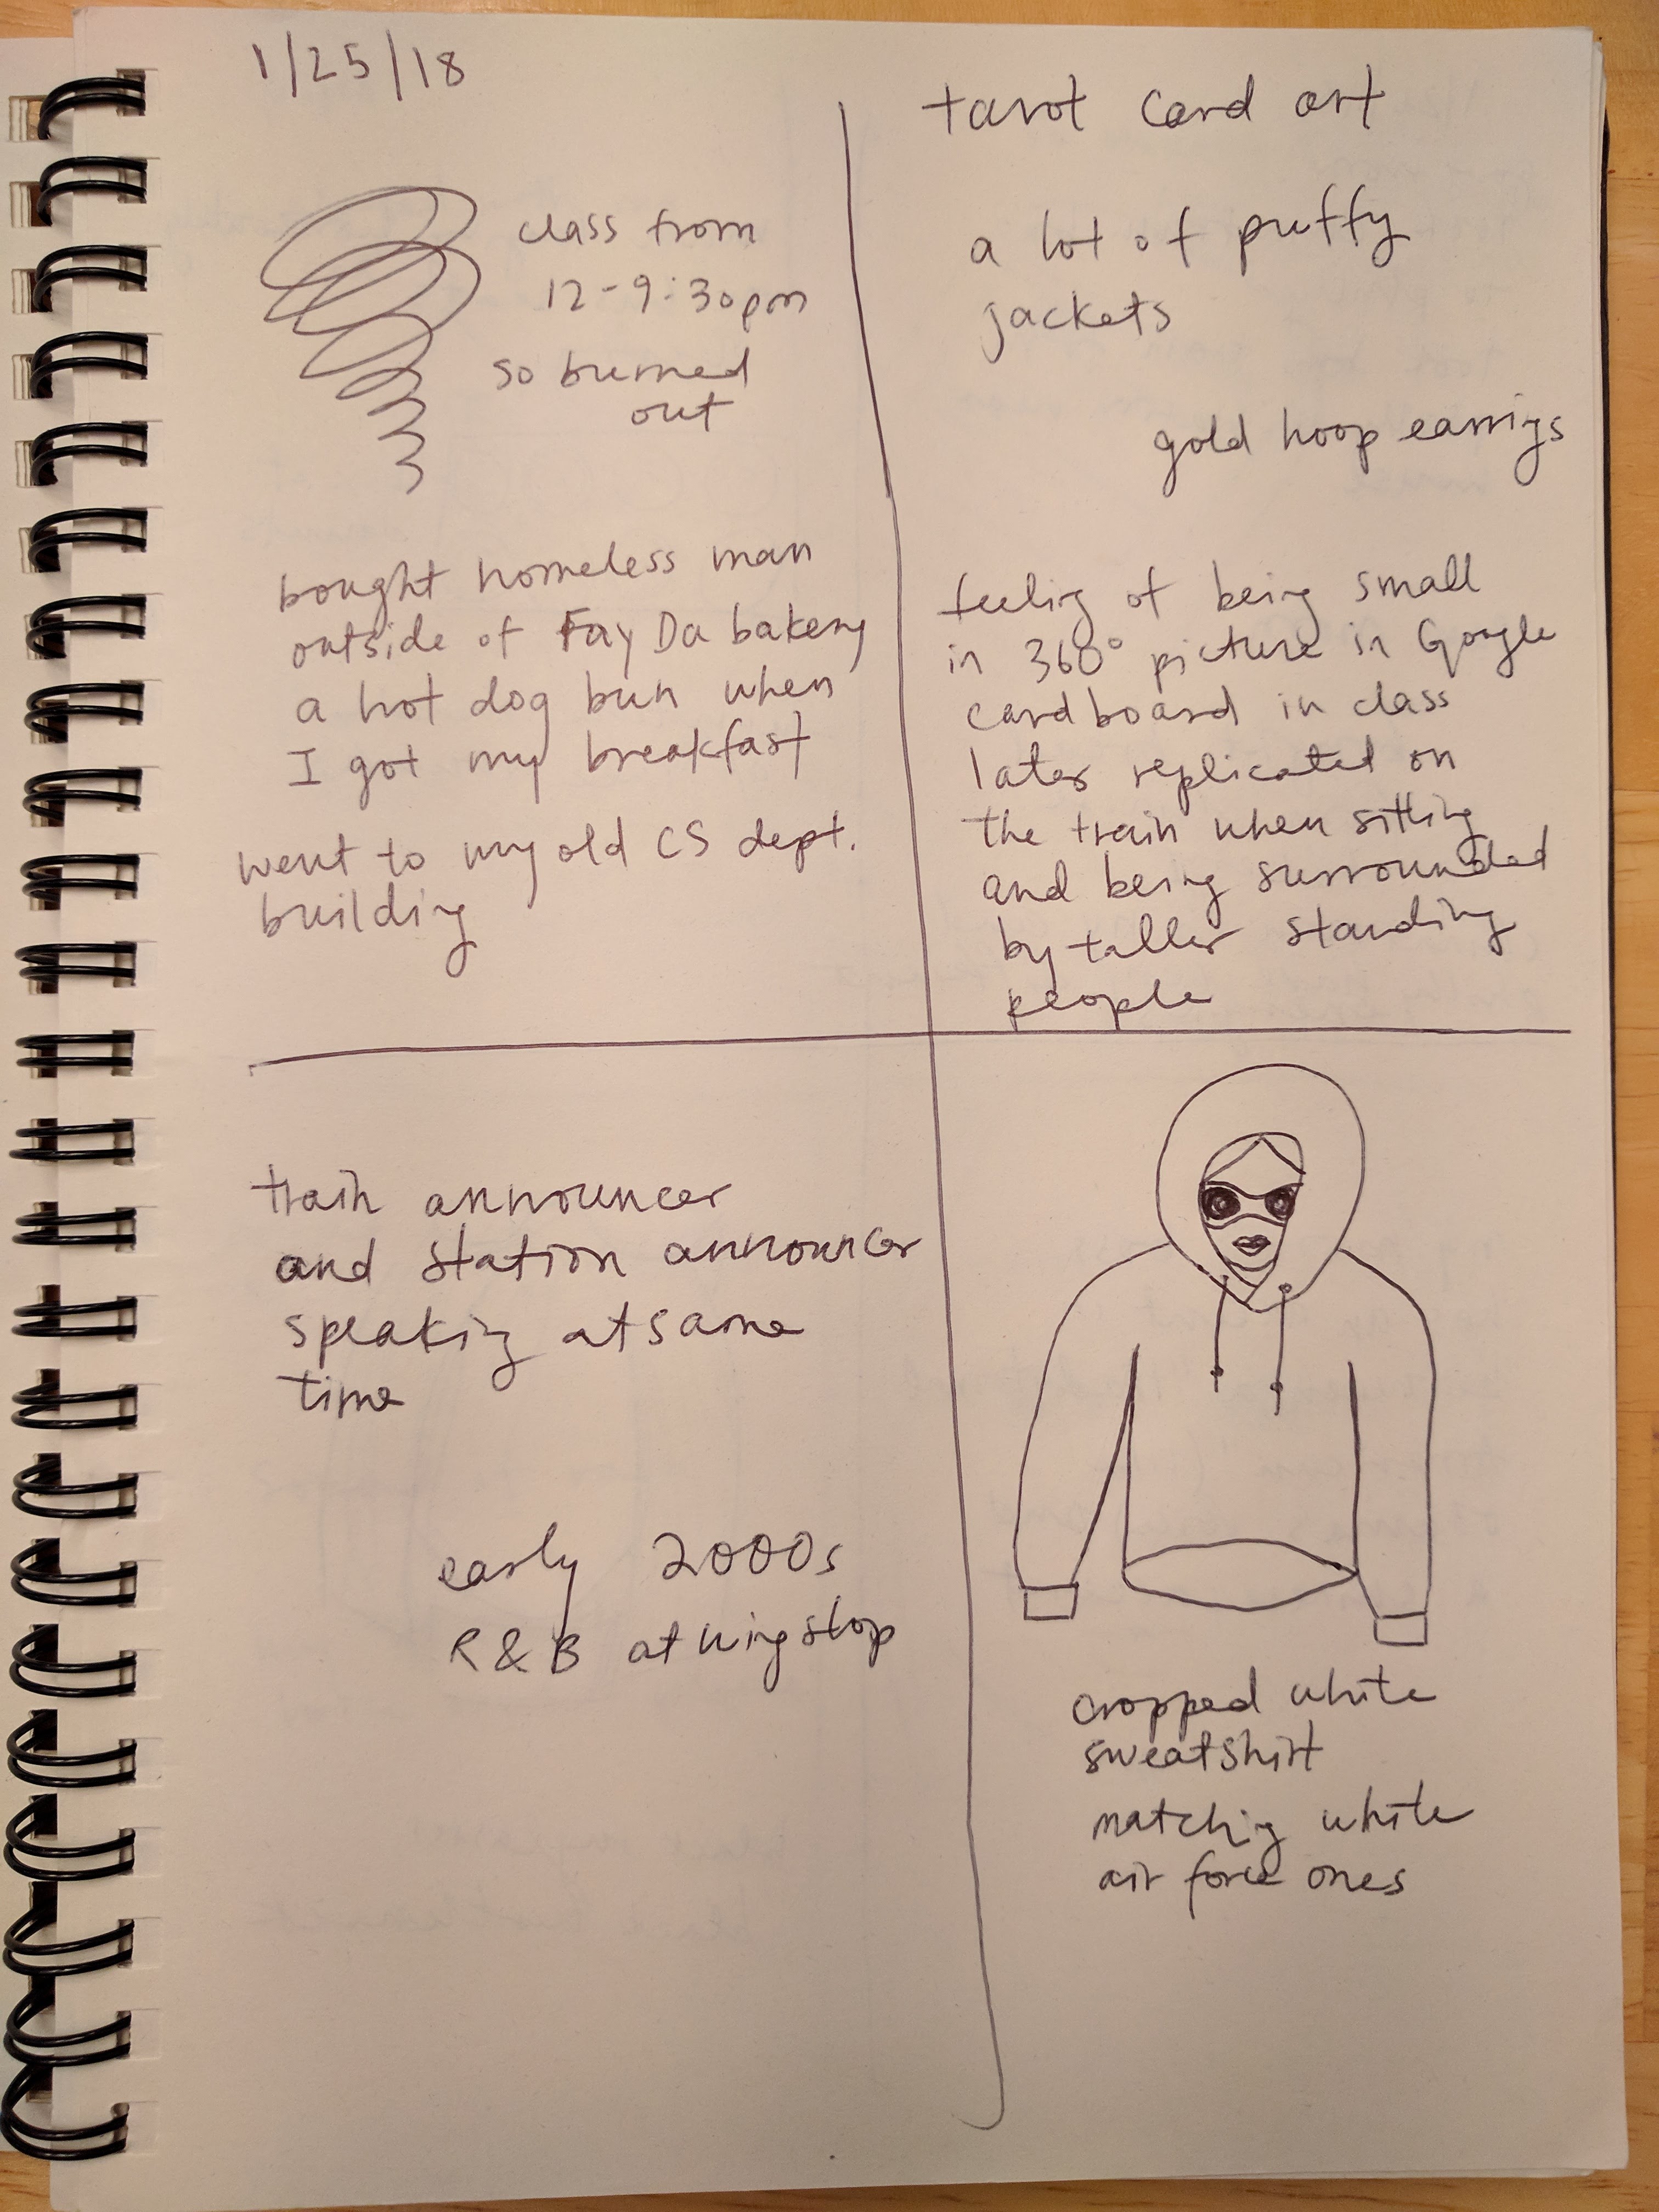 1/25/18
class from
12-9:30pm
so burned
out
bought homeless man
outside of Fay Da bakery
a hot dog bun when
I got my breakfast
went to my old CS dept.
building
tarot card art
a lot of puffy
jackets
gold hoop earrings
feeling of being small
in 360° picture in Google
cardboard in class
later replicated on
the train when sitting
and being surrounded
by taller standing
people
train announcer
and station announcer
speaking at same
time
early 2000s
R&B at wingstop
cropped white
sweatshirt
matching white
air force ones